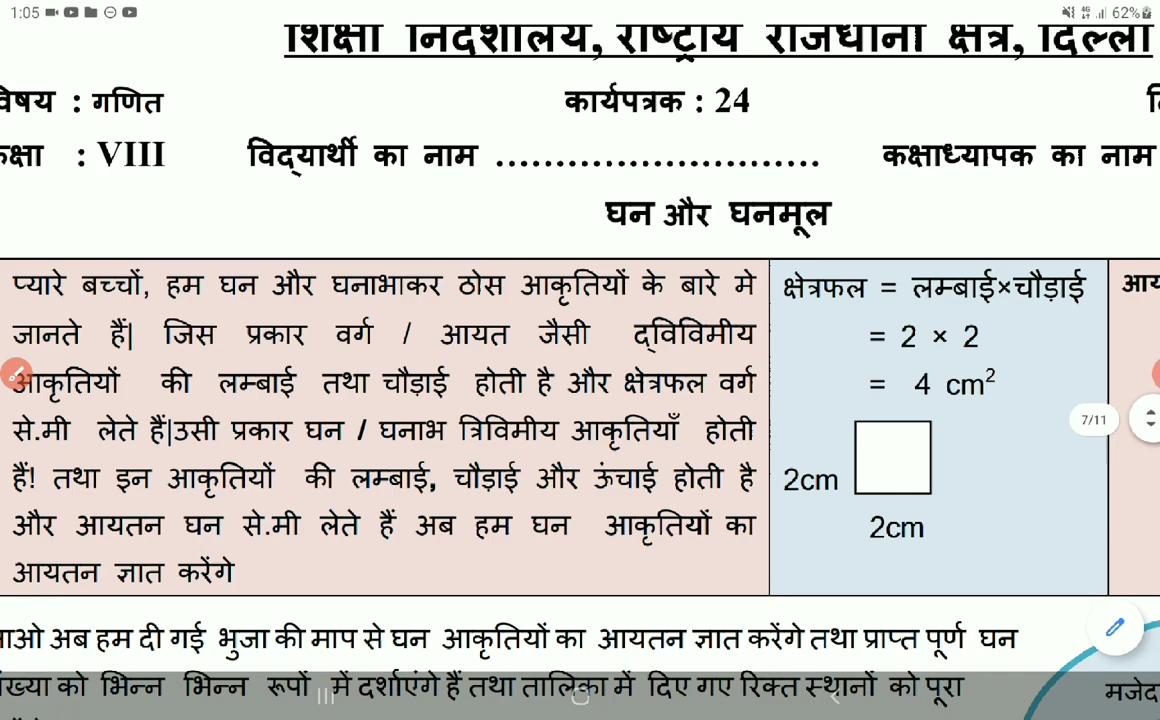 1:05
62%
शिक्षा निदेशालय, राष्ट्रीय राजधानी क्षेत्र, दिल्ली
विषय : गणित
कार्यपत्रक : 24
कक्षा : VIII
विद्यार्थी का नाम ...........................
कक्षाध्यापक का नाम
घन और घनमूल
प्यारे बच्चों, हम घन और घनाभाकर ठोस आकृतियों के बारे मे
जानते हैं| जिस प्रकार वर्ग / आयत जैसी द्विविमीय
आकृतियों की लम्बाई तथा चौड़ाई होती है और क्षेत्रफल वर्ग
से.मी लेते हैं|उसी प्रकार घन / घनाभ त्रिविमीय आकृतियाँ होती
हैं! तथा इन आकृतियों की लम्बाई, चौड़ाई और ऊंचाई होती है
और आयतन घन से.मी लेते हैं अब हम घन आकृतियों का
आयतन ज्ञात करेंगे
क्षेत्रफल = लम्बाई×चौड़ाई
= 2 × 2
= 4 cm²
2cm
2cm
आय
7/11
अब हम दी गई भुजा की माप से घन आकृतियों का आयतन ज्ञात करेंगे तथा प्राप्त पूर्ण घन
संख्या को भिन्न भिन्न रूपों में दर्शाएंगे हैं तथा तालिका में दिए गए रिक्त स्थानों को पूरा
मजेद